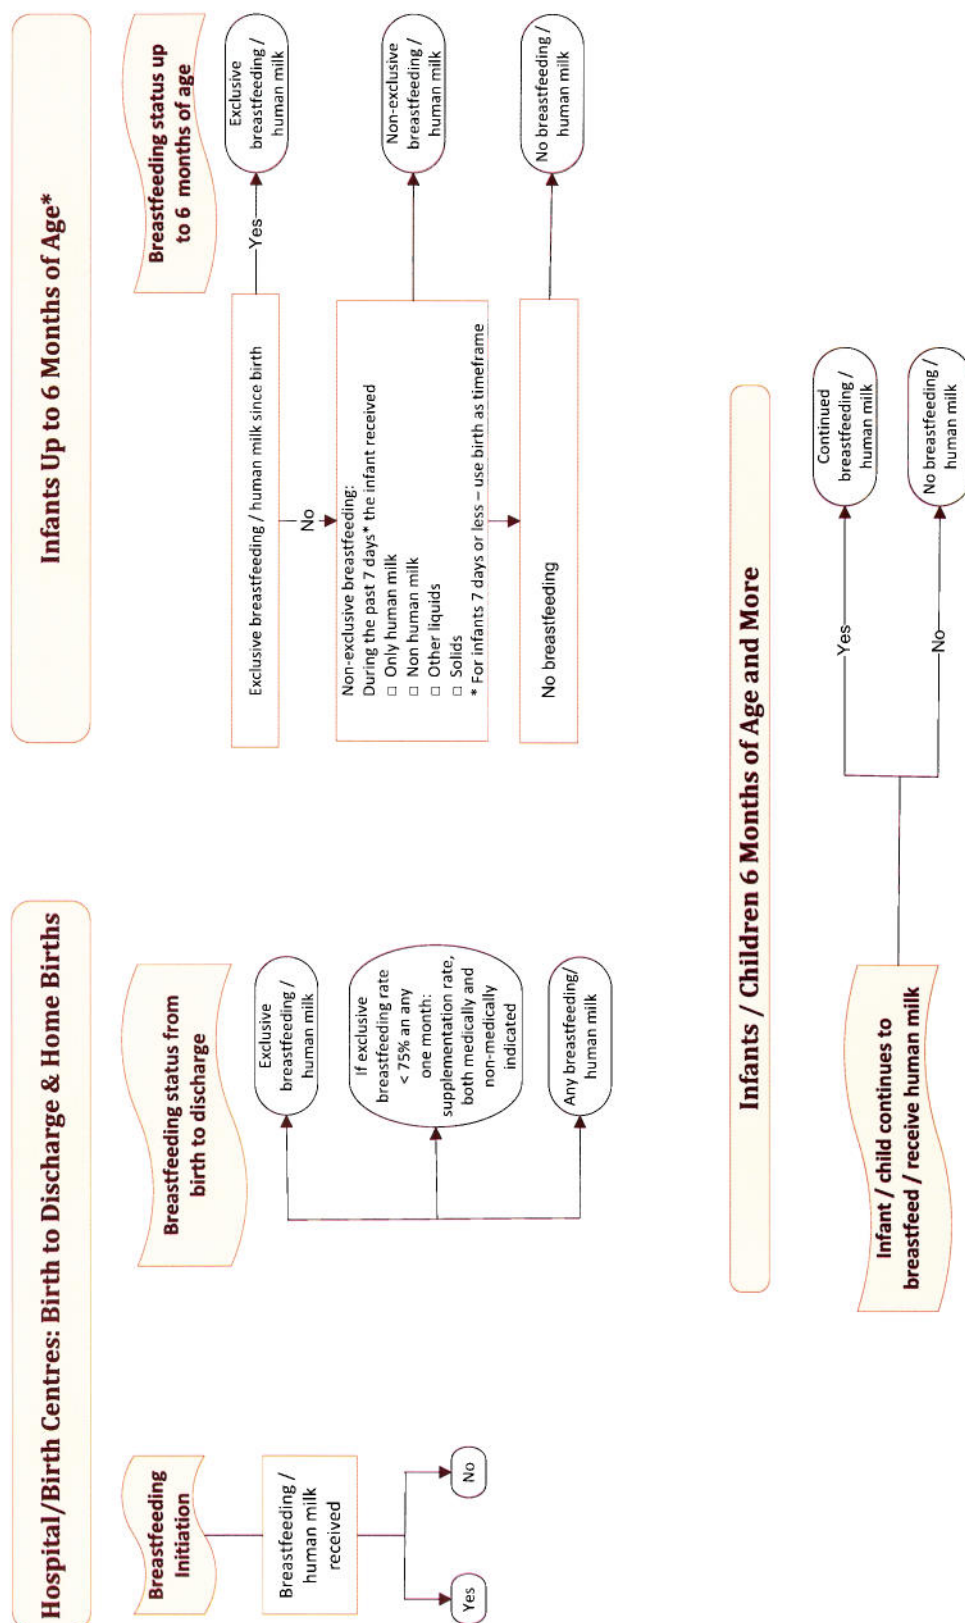 Hospital/Birth Centres: Birth to Discharge & Home Births
Breastfeeding
Initiation
Breastfeeding /
human milk
received
Yes
No
Breastfeeding status from
birth to discharge
Exclusive
breastfeeding /
human milk
If exclusive
breastfeeding rate
< 75% an any
one month:
supplementation rate,
both medically and
non-medically
indicated
Any breastfeeding/
human milk
Infants Up to 6 Months of Age*
Breastfeeding status up
to 6 months of age
Exclusive breastfeeding / human milk since birth
Yes
Exclusive
breastfeeding /
human milk
No
Non-exclusive breastfeeding:
During the past 7 days* the infant received
□ Only human milk
□ Non human milk
□ Other liquids
□ Solids
* For infants 7 days or less – use birth as timeframe
Non-exclusive
breastfeeding /
human milk
No breastfeeding
No breastfeeding /
human milk
Infants / Children 6 Months of Age and More
Infant / child continues to
breastfeed / receive human milk
Yes
Continued
breastfeeding /
human milk
No
No breastfeeding /
human milk